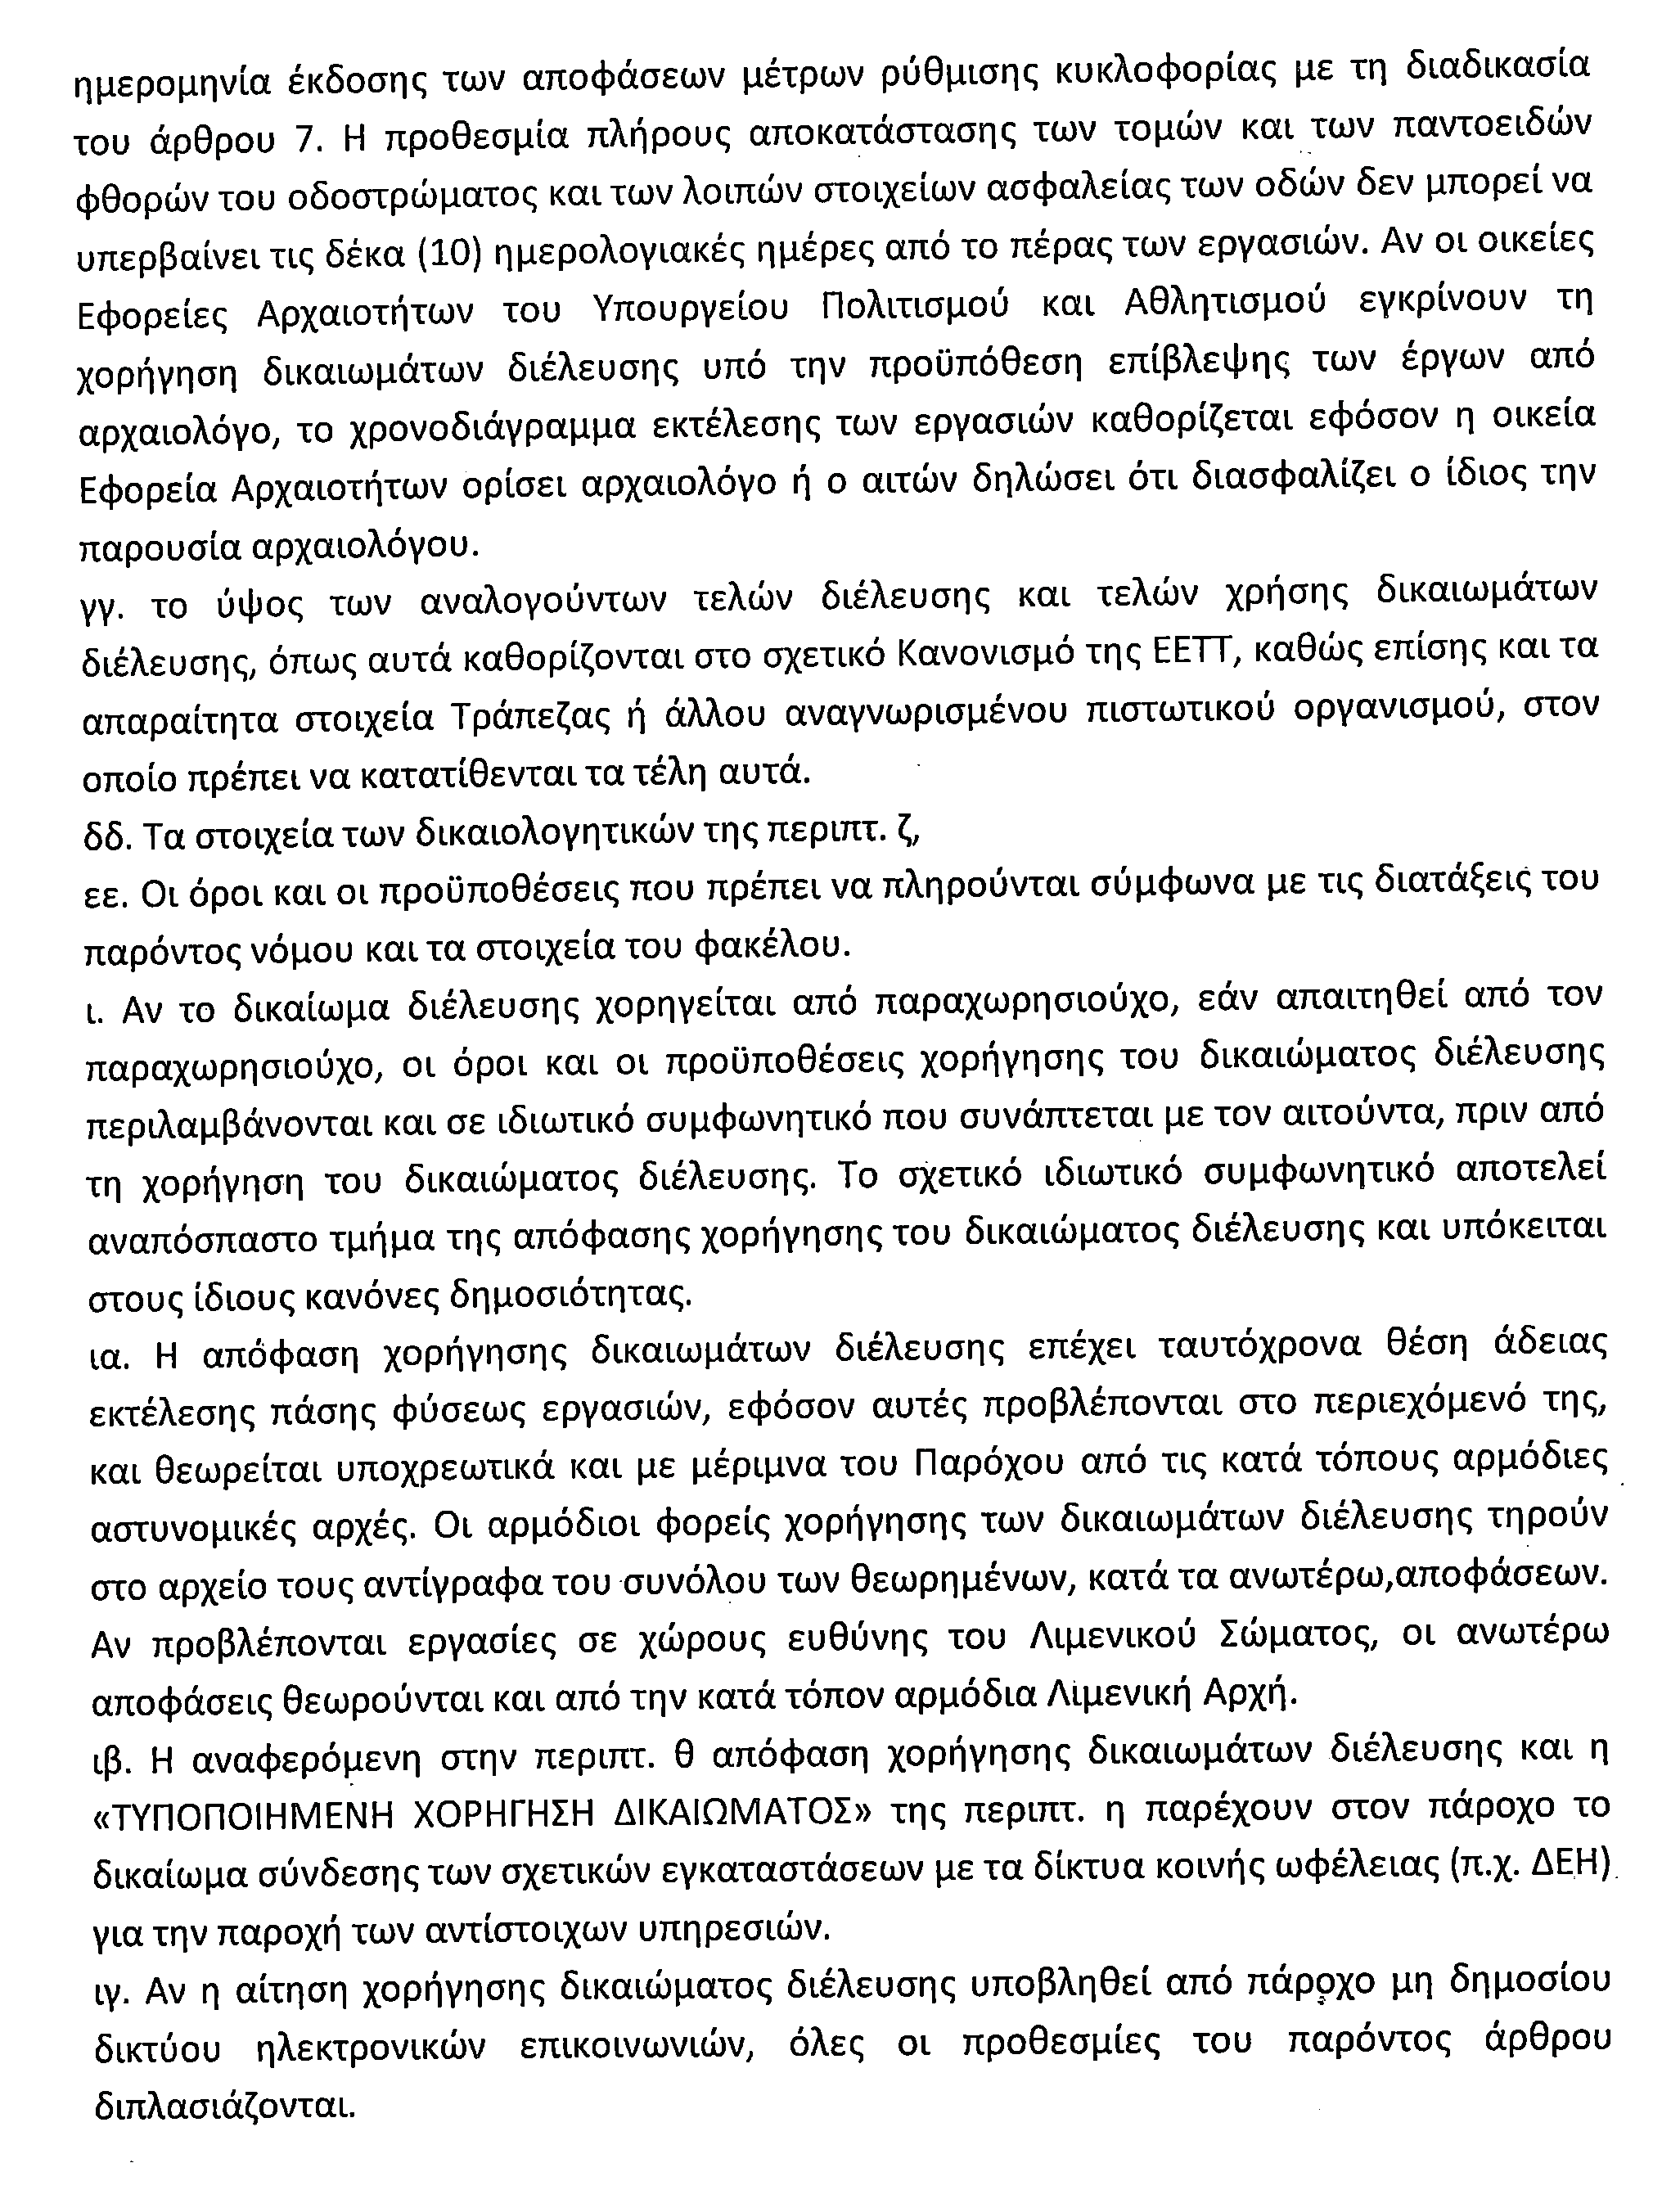 ημερομηνία έκδοσης των αποφάσεων μέτρων ρύθμισης κυκλοφορίας με τη διαδικασία
του άρθρου 7. Η προθεσμία πλήρους αποκατάστασης των τομών και των παντοειδών
φθορών του οδοστρώματος και των λοιπών στοιχείων ασφαλείας των οδών δεν μπορεί να
υπερβαίνει τις δέκα (10) ημερολογιακές ημέρες από το πέρας των εργασιών. Αν οι οικείες
Εφορείες Αρχαιοτήτων του Υπουργείου Πολιτισμού και Αθλητισμού εγκρίνουν τη
χορήγηση δικαιωμάτων διέλευσης υπό την προϋπόθεση επίβλεψης των έργων από
αρχαιολόγο, το χρονοδιάγραμμα εκτέλεσης των εργασιών καθορίζεται εφόσον η οικεία
Εφορεία Αρχαιοτήτων ορίσει αρχαιολόγο ή ο αιτών δηλώσει ότι διασφαλίζει ο ίδιος την
παρουσία αρχαιολόγου.
γγ. το ύψος των αναλογούντων τελών διέλευσης και τελών χρήσης δικαιωμάτων
διέλευσης, όπως αυτά καθορίζονται στο σχετικό Κανονισμό της ΕΕΤΤ, καθώς επίσης και τα
απαραίτητα στοιχεία Τράπεζας ή άλλου αναγνωρισμένου πιστωτικού οργανισμού, στον
οποίο πρέπει να κατατίθενται τα τέλη αυτά.
δδ. Τα στοιχεία των δικαιολογητικών της περιπτ. ζ,
εε. Οι όροι και οι προϋποθέσεις που πρέπει να πληρούνται σύμφωνα με τις διατάξεις του
παρόντος νόμου και τα στοιχεία του φακέλου.
ι. Αν το δικαίωμα διέλευσης χορηγείται από παραχωρησιούχο, εάν απαιτηθεί από τον
παραχωρησιούχο, οι όροι και οι προϋποθέσεις χορήγησης του δικαιώματος διέλευσης
περιλαμβάνονται και σε ιδιωτικό συμφωνητικό που συνάπτεται με τον αιτούντα, πριν από
τη χορήγηση του δικαιώματος διέλευσης. Το σχετικό ιδιωτικό συμφωνητικό αποτελεί
αναπόσπαστο τμήμα της απόφασης χορήγησης του δικαιώματος διέλευσης και υπόκειται
στους ίδιους κανόνες δημοσιότητας.
ια. Η απόφαση χορήγησης δικαιωμάτων διέλευσης επέχει ταυτόχρονα θέση άδειας
εκτέλεσης πάσης φύσεως εργασιών, εφόσον αυτές προβλέπονται στο περιεχόμενό της,
και θεωρείται υποχρεωτικά και με μέριμνα του Παρόχου από τις κατά τόπους αρμόδιες
αστυνομικές αρχές. Οι αρμόδιοι φορείς χορήγησης των δικαιωμάτων διέλευσης τηρούν
στο αρχείο τους αντίγραφα του συνόλου των θεωρημένων, κατά τα ανωτέρω,αποφάσεων.
Αν προβλέπονται εργασίες σε χώρους ευθύνης του Λιμενικού Σώματος, οι ανωτέρω
αποφάσεις θεωρούνται και από την κατά τόπον αρμόδια Λιμενική Αρχή.
ιβ. Η αναφερόμενη στην περιπτ. θ απόφαση χορήγησης δικαιωμάτων διέλευσης και η
«ΤΥΠΟΠΟΙΗΜΕΝΗ ΧΟΡΗΓΗΣΗ ΔΙΚΑΙΩΜΑΤΟΣ» της περιπτ. η παρέχουν στον πάροχο το
δικαίωμα σύνδεσης των σχετικών εγκαταστάσεων με τα δίκτυα κοινής ωφέλειας (π.χ. ΔΕΗ)
για την παροχή των αντίστοιχων υπηρεσιών.
ιγ. Αν η αίτηση χορήγησης δικαιώματος διέλευσης υποβληθεί από πάροχο μη δημοσίου
δικτύου ηλεκτρονικών επικοινωνιών, όλες οι προθεσμίες του παρόντος άρθρου
διπλασιάζονται.